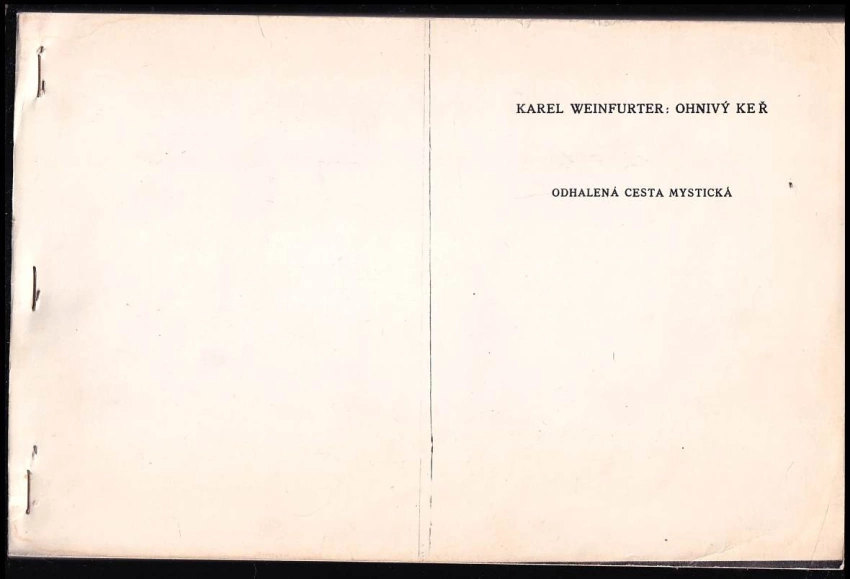 KAREL WEINFURTER: OHNIVÝ KEŘ
ODHALENÁ CESTA MYSTICKÁ